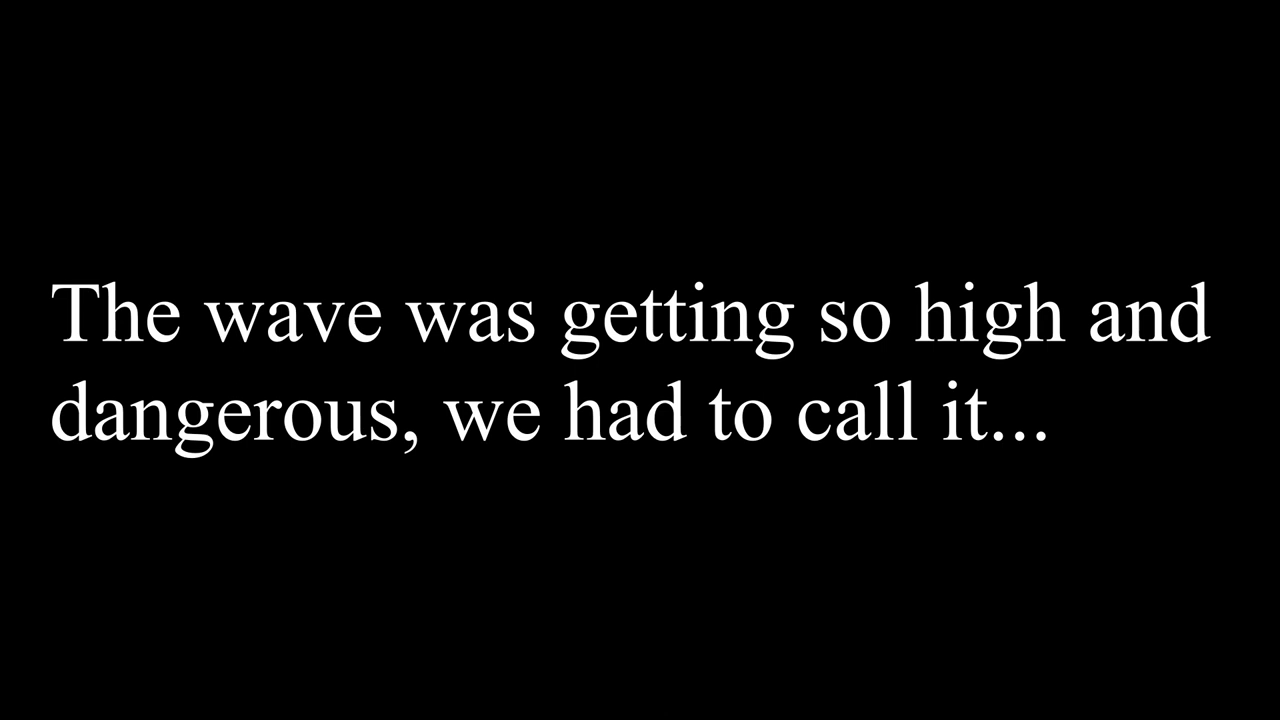 The wave was getting so high and
dangerous, we had to call it...